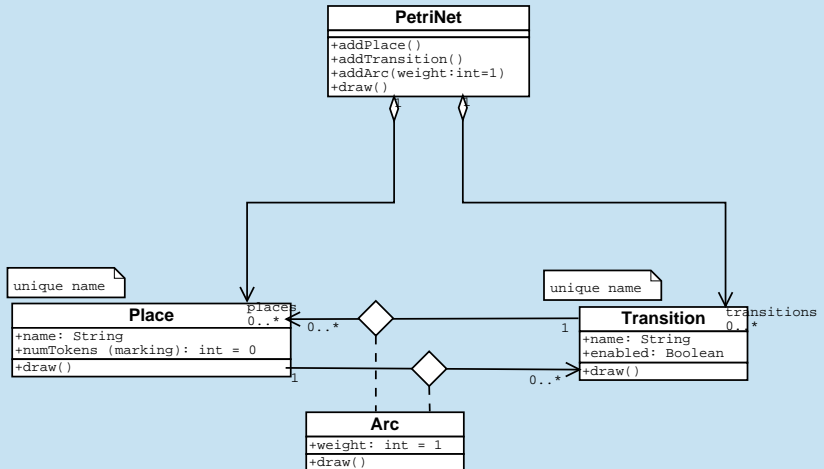 PetriNet
+addPlace()
+addTransition()
+addArc(weight:int=1)
+draw()
1
1
unique name
unique name
places
0..*
transitions
0..*
Place
+name: String
+numTokens (marking): int = 0
+draw()
0..*
1
Transition
+name: String
+enabled: Boolean
+draw()
1
0..*
Arc
+weight: int = 1
+draw()